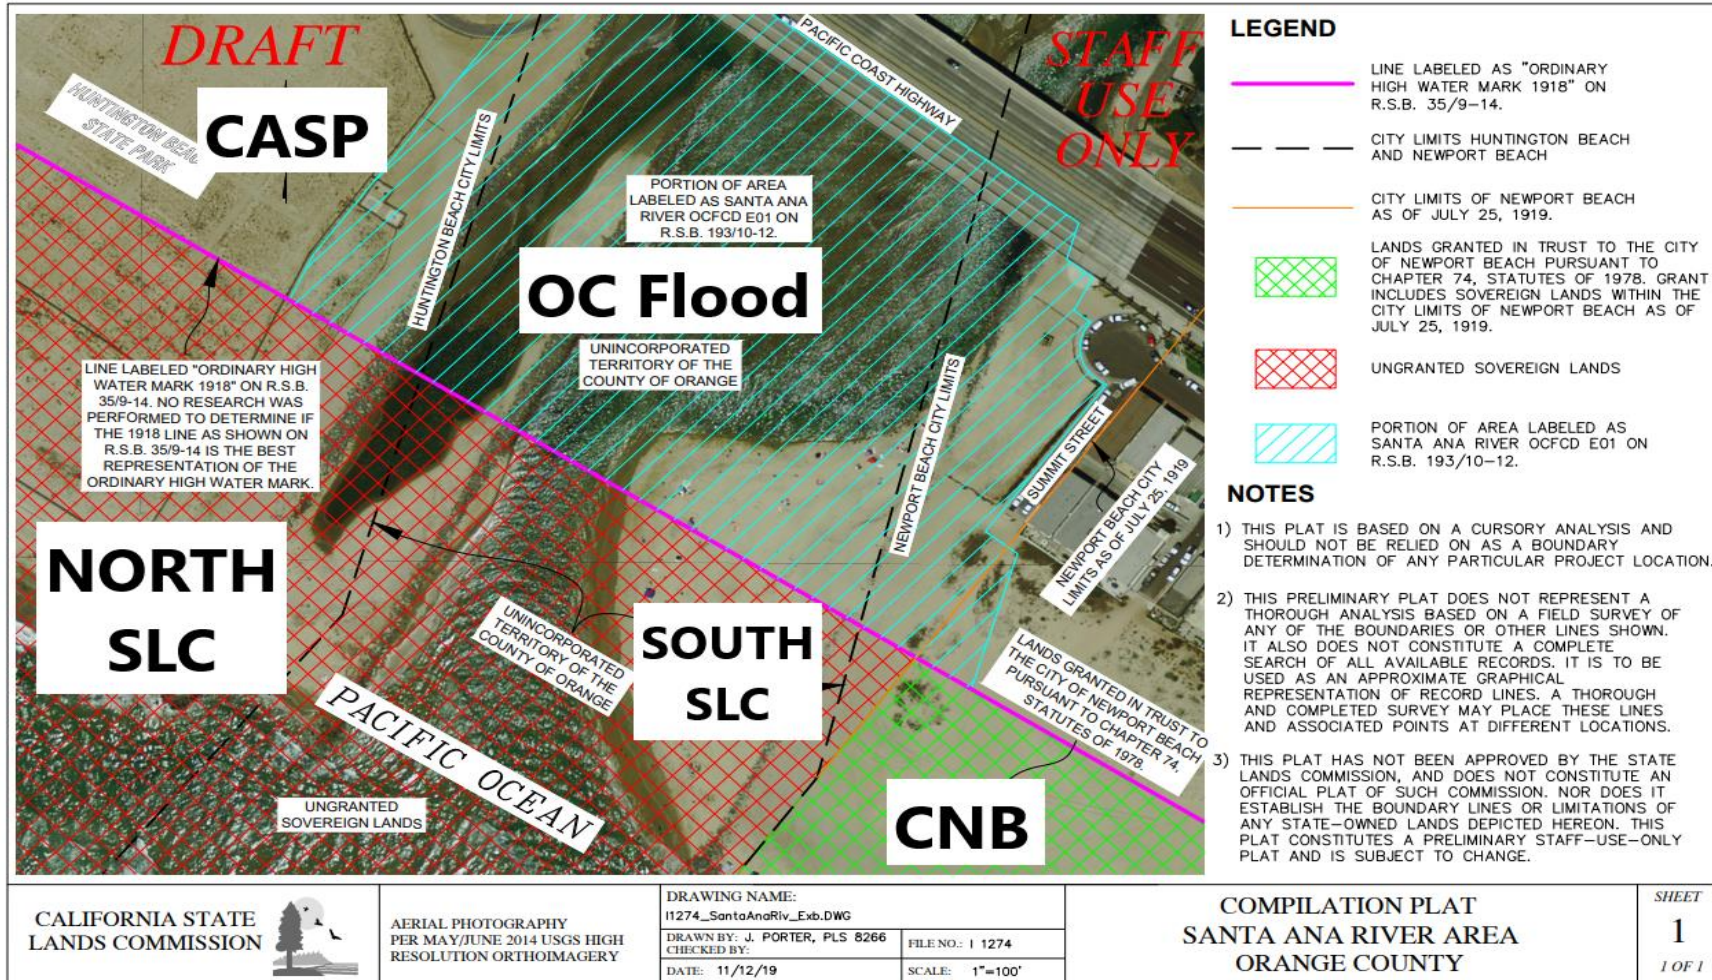 DRAFT
STAFF
USE
ONLY
HUNTINGTON BEAC
STATE PARK
CASP
PACIFIC COAST HIGHWAY
HUNTINGTON BEACH CITY LIMITS
PORTION OF AREA
LABELED AS SANTA ANA
RIVER OCFCD E01 ON
R.S.B. 193/10-12.
OC Flood
UNINCORPORATED
TERRITORY OF THE
COUNTY OF ORANGE
LINE LABELED "ORDINARY HIGH
WATER MARK 1918" ON R.S.B.
35/9-14. NO RESEARCH WAS
PERFORMED TO DETERMINE IF
THE 1918 LINE AS SHOWN ON
R.S.B. 35/9-14 IS THE BEST
REPRESENTATION OF THE
ORDINARY HIGH WATER MARK.
NEWPORT BEACH CITY LIMITS
SUMMIT STREET
NEWPORT BEACH CITY
LIMITS AS OF JULY 25, 1919
NORTH
SLC
UNINCORPORATED
TERRITORY OF THE
COUNTY OF ORANGE
SOUTH
SLC
LANDS GRANTED IN TRUST TO
THE CITY OF NEWPORT BEACH
PURSUANT TO CHAPTER 74,
STATUTES OF 1978.
PACIFIC OCEAN
UNGRANTED
SOVEREIGN LANDS
CNB
LEGEND
LINE LABELED AS "ORDINARY
HIGH WATER MARK 1918" ON
R.S.B. 35/9-14.
CITY LIMITS HUNTINGTON BEACH
AND NEWPORT BEACH
CITY LIMITS OF NEWPORT BEACH
AS OF JULY 25, 1919.
LANDS GRANTED IN TRUST TO THE CITY
OF NEWPORT BEACH PURSUANT TO
CHAPTER 74, STATUTES OF 1978. GRANT
INCLUDES SOVEREIGN LANDS WITHIN THE
CITY LIMITS OF NEWPORT BEACH AS OF
JULY 25, 1919.
UNGRANTED SOVEREIGN LANDS
PORTION OF AREA LABELED AS
SANTA ANA RIVER OCFCD E01 ON
R.S.B. 193/10-12.
NOTES
1) THIS PLAT IS BASED ON A CURSORY ANALYSIS AND
SHOULD NOT BE RELIED ON AS A BOUNDARY
DETERMINATION OF ANY PARTICULAR PROJECT LOCATION.
2) THIS PRELIMINARY PLAT DOES NOT REPRESENT A
THOROUGH ANALYSIS BASED ON A FIELD SURVEY OF
ANY OF THE BOUNDARIES OR OTHER LINES SHOWN.
IT ALSO DOES NOT CONSTITUTE A COMPLETE
SEARCH OF ALL AVAILABLE RECORDS. IT IS TO BE
USED AS AN APPROXIMATE GRAPHICAL
REPRESENTATION OF RECORD LINES. A THOROUGH
AND COMPLETED SURVEY MAY PLACE THESE LINES
AND ASSOCIATED POINTS AT DIFFERENT LOCATIONS.
3) THIS PLAT HAS NOT BEEN APPROVED BY THE STATE
LANDS COMMISSION, AND DOES NOT CONSTITUTE AN
OFFICIAL PLAT OF SUCH COMMISSION. NOR DOES IT
ESTABLISH THE BOUNDARY LINES OR LIMITATIONS OF
ANY STATE-OWNED LANDS DEPICTED HEREON. THIS
PLAT CONSTITUTES A PRELIMINARY STAFF-USE-ONLY
PLAT AND IS SUBJECT TO CHANGE.
CALIFORNIA STATE
LANDS COMMISSION
AERIAL PHOTOGRAPHY
PER MAY/JUNE 2014 USGS HIGH
RESOLUTION ORTHOIMAGERY
DRAWING NAME:
I1274_SantaAnaRiv_Exb.DWG
DRAWN BY: J. PORTER, PLS 8266
CHECKED BY:
FILE NO.: I 1274
DATE: 11/12/19
SCALE: 1"=100'
COMPILATION PLAT
SANTA ANA RIVER AREA
ORANGE COUNTY
SHEET
1
1 OF 1